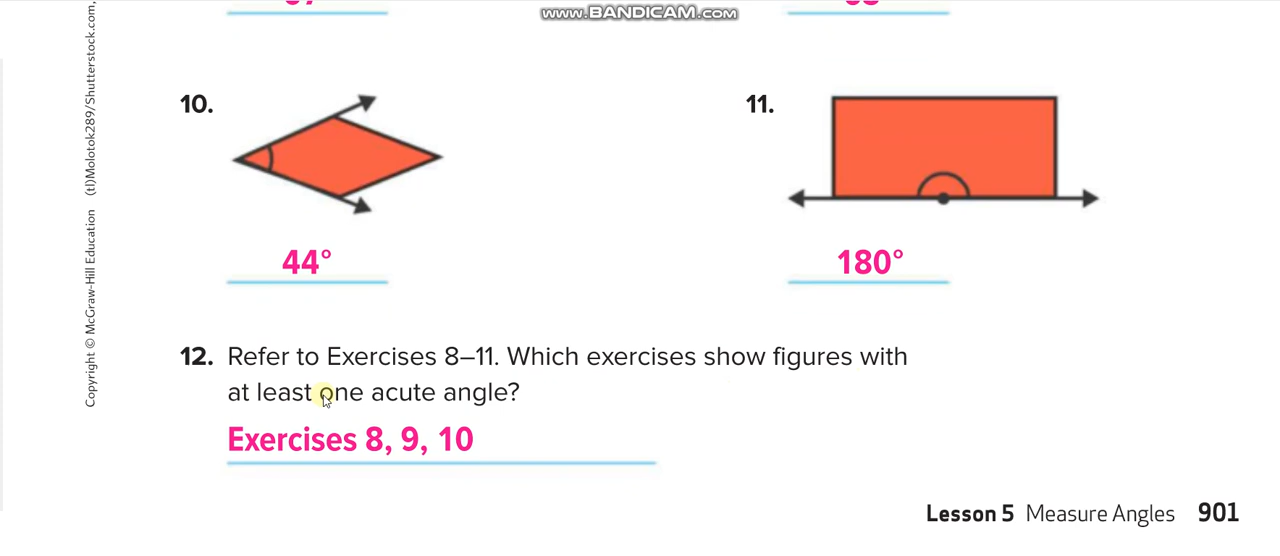 www.BANDICAM.com
10.
11.
44°
180°
12. Refer to Exercises 8–11. Which exercises show figures with
at least one acute angle?
Exercises 8, 9, 10
Lesson 5 Measure Angles 901
Copyright © McGraw-Hill Education (tl)Molotok289/Shutterstock.com,